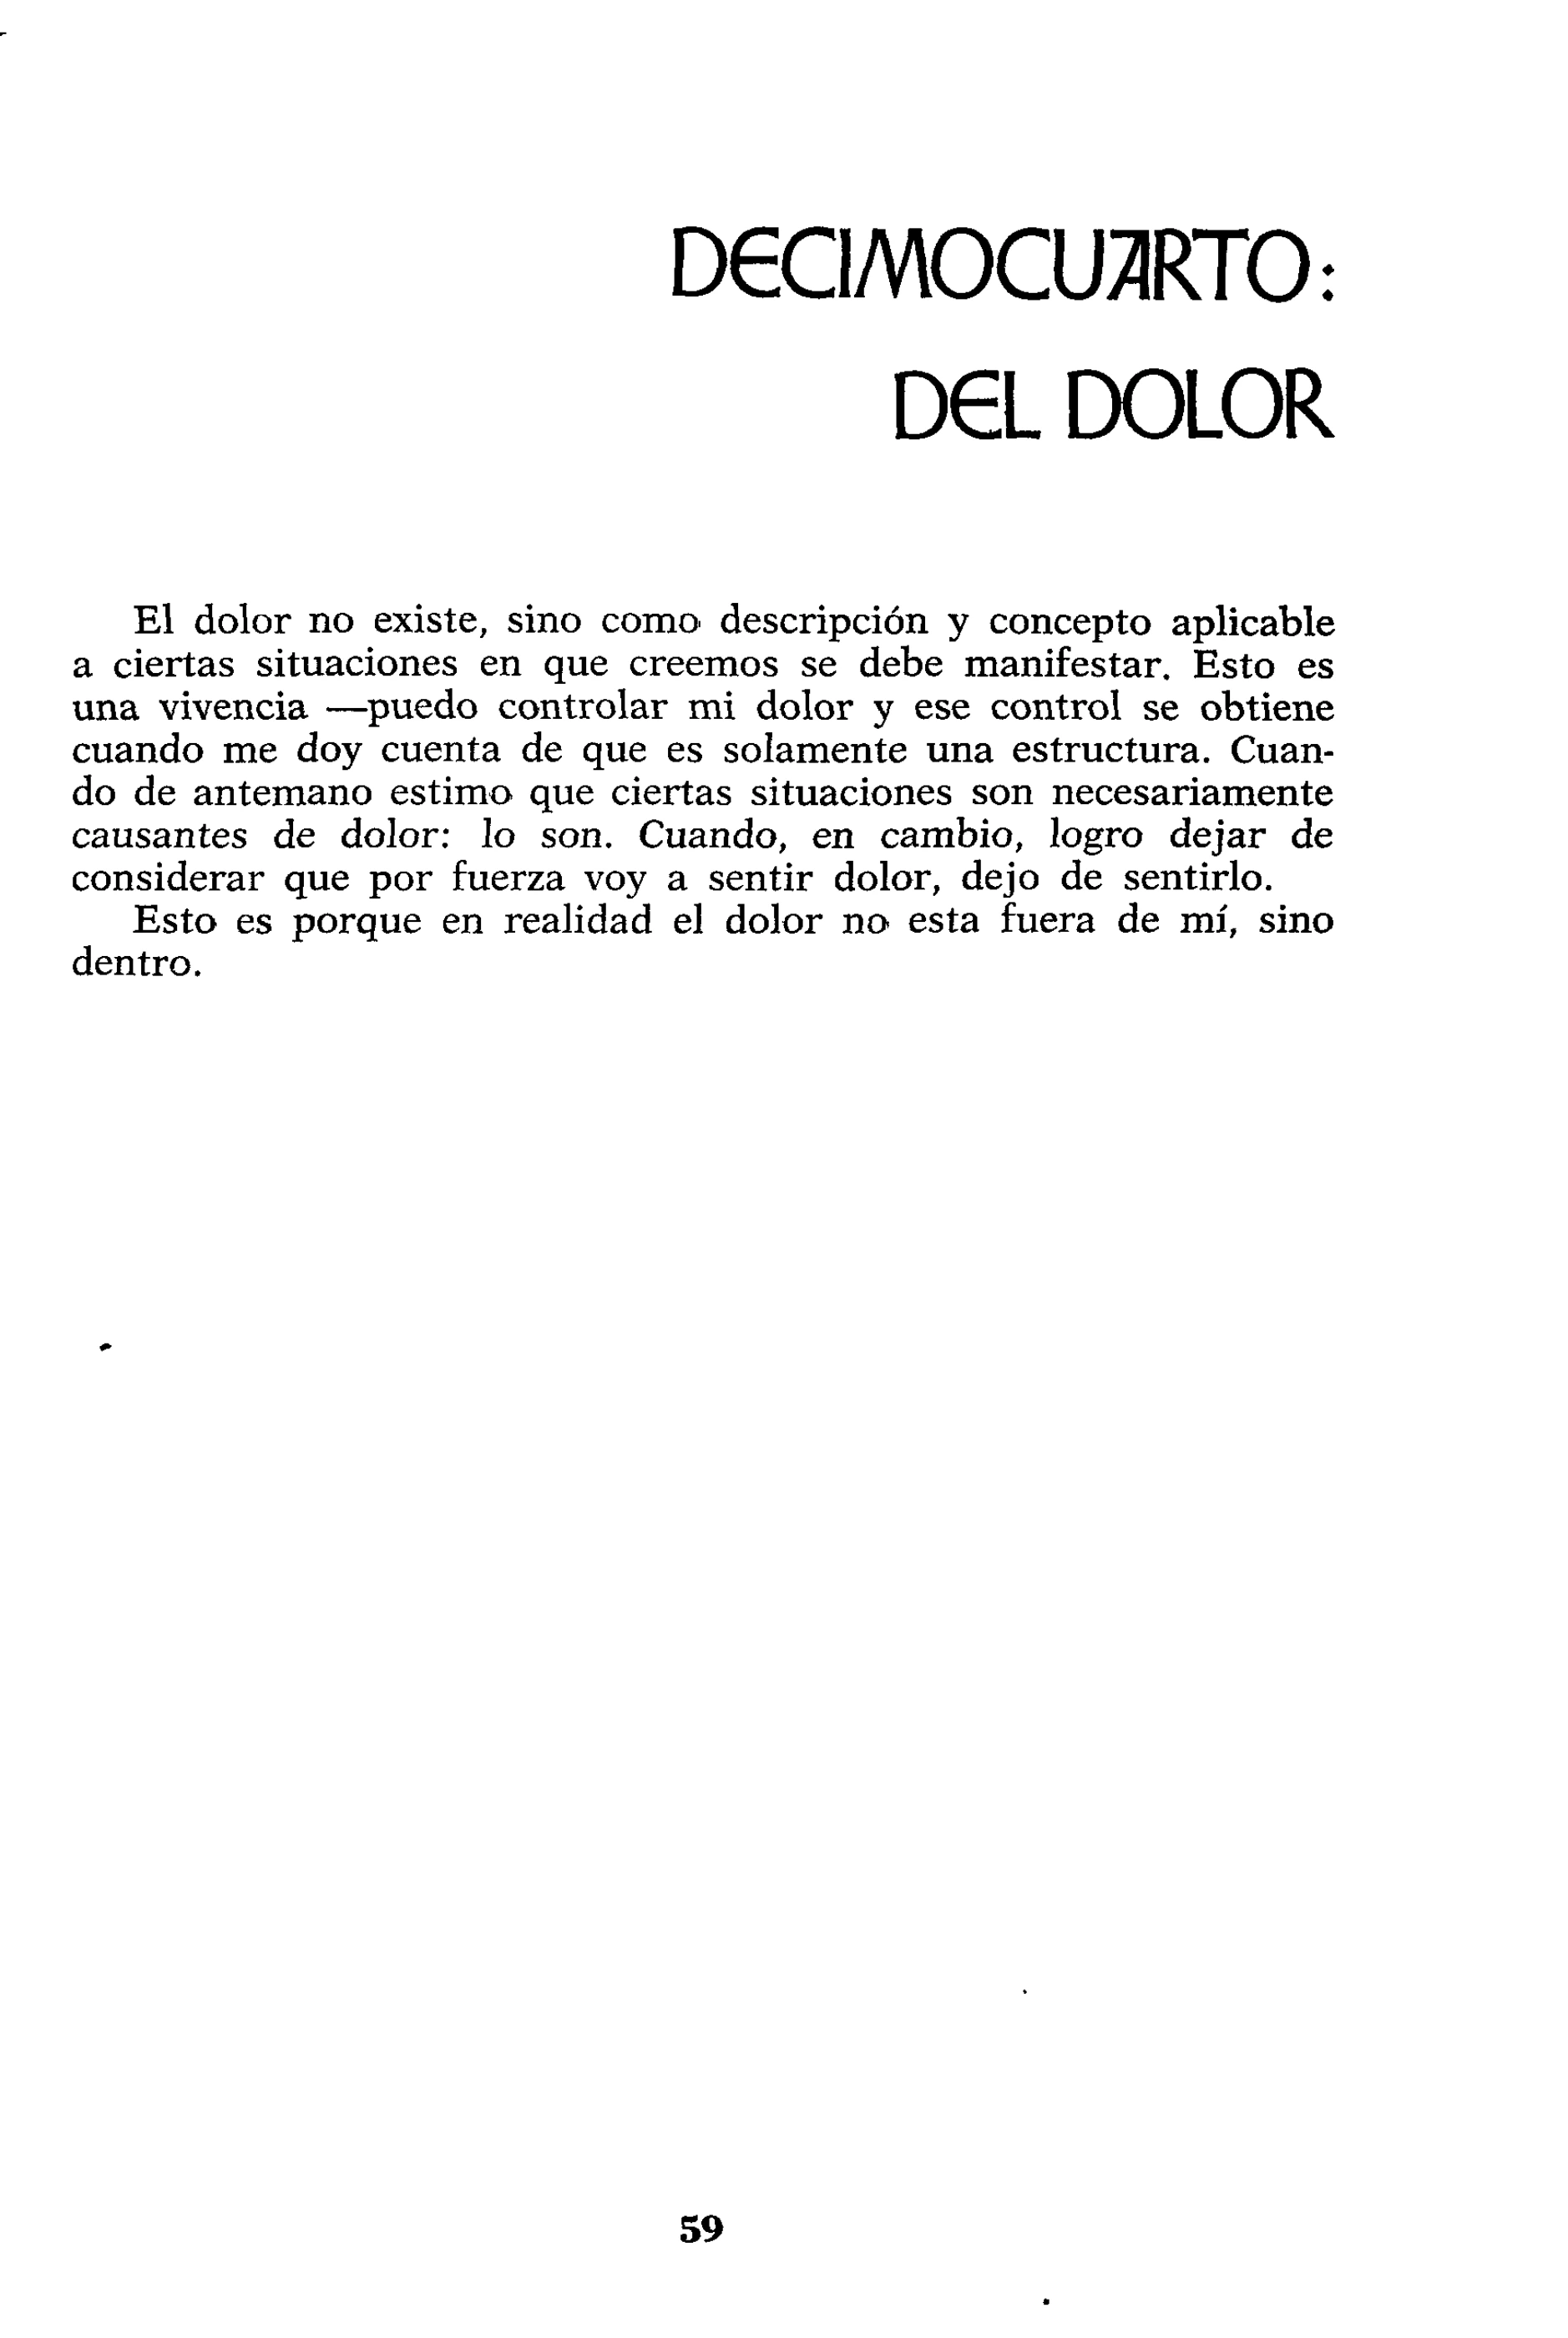 DECIMOCUARTO:
DEL DOLOR
El dolor no existe, sino como descripción y concepto aplicable
a ciertas situaciones en que creemos se debe manifestar. Esto es
una vivencia —puedo controlar mi dolor y ese control se obtiene
cuando me doy cuenta de que es solamente una estructura. Cuan-
do de antemano estimo que ciertas situaciones son necesariamente
causantes de dolor: lo son. Cuando, en cambio, logro dejar de
considerar que por fuerza voy a sentir dolor, dejo de sentirlo.
Esto es porque en realidad el dolor no esta fuera de mí, sino
dentro.
59